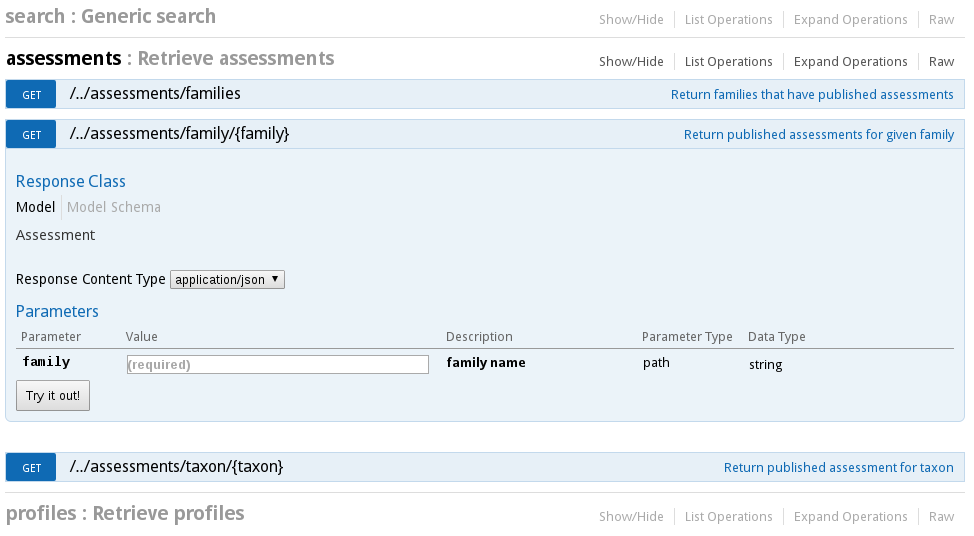 search : Generic search Show/Hide List Operations Expand Operations Raw
assessments : Retrieve assessments Show/Hide List Operations Expand Operations Raw
GET /../assessments/families Return families that have published assessments
GET /../assessments/family/{family} Return published assessments for given family
Response Class
Model Model Schema
Assessment
Response Content Type application/json
Parameters
Parameter Value Description Parameter Type Data Type
family (required) family name path string
Try it out!
GET /../assessments/taxon/{taxon} Return published assessment for taxon
profiles : Retrieve profiles Show/Hide List Operations Expand Operations Raw